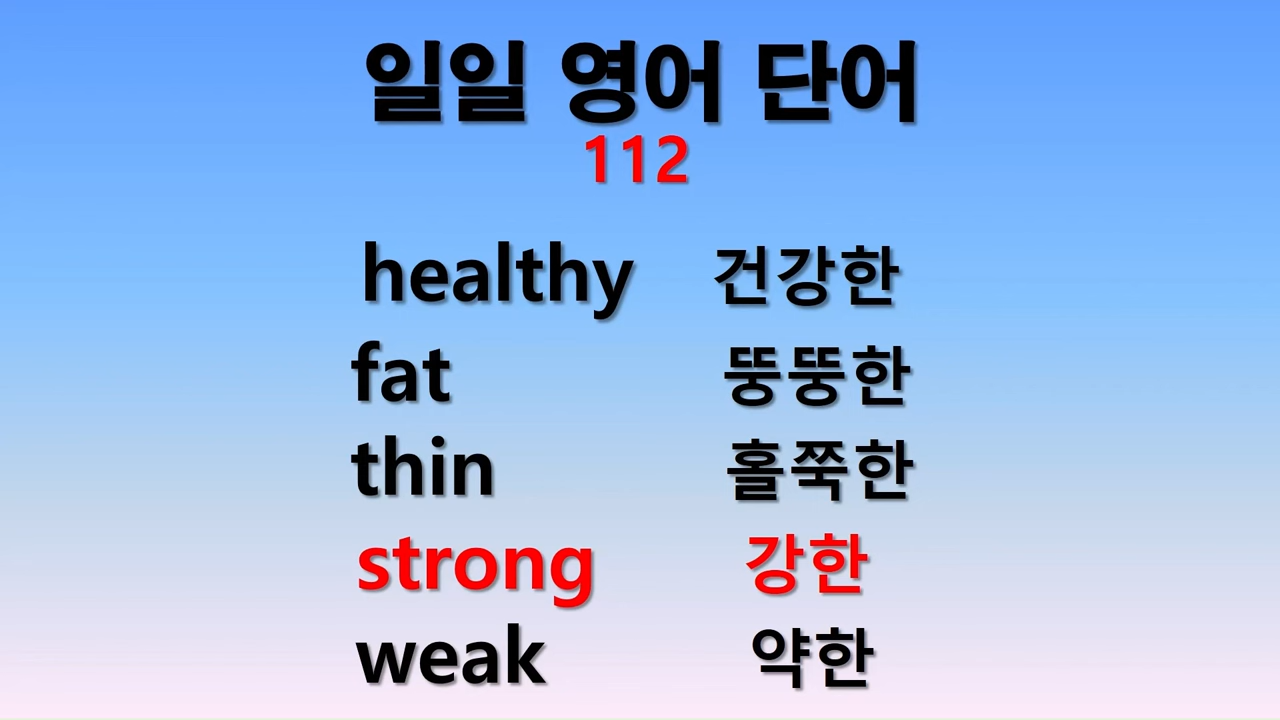 일일 영어 단어
112
healthy 건강한
fat 뚱뚱한
thin 홀쭉한
strong 강한
weak 약한